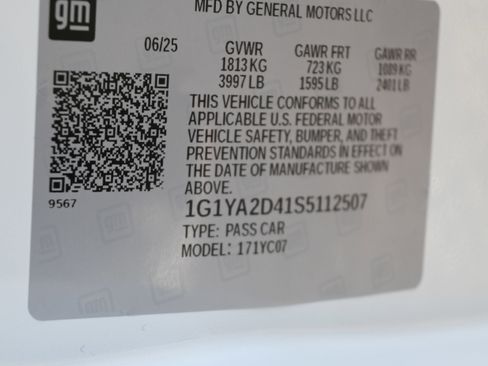 gm
MFD BY GENERAL MOTORS LLC
06/25 GVWR GAWR FRT GAWR RR
1813 KG 723 KG 1089 KG
3997 LB 1595 LB 2401 LB
THIS VEHICLE CONFORMS TO ALL
APPLICABLE U.S. FEDERAL MOTOR
VEHICLE SAFETY, BUMPER, AND THEFT
PREVENTION STANDARDS IN EFFECT ON
THE DATE OF MANUFACTURE SHOWN
ABOVE.
9567
1G1YA2D41S5112507
TYPE: PASS CAR
MODEL: 171YC07